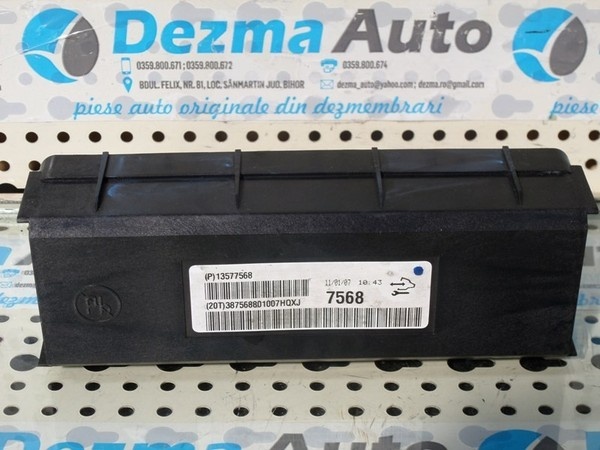 Dezma Auto
0359.800.671; 0359.800.672
0359.800.674
BDUL. FELIX, NR. 81, LOC. SÂNMARTIN JUD. BIHOR
dezmaauto@yahoo.com ; dezma.ro@gmail.com
piese auto originale din dezmembrari
(P)13577568
11/01/07 10:43
(20T)387568801007HQXJ
7568
Ph
Dezma Auto